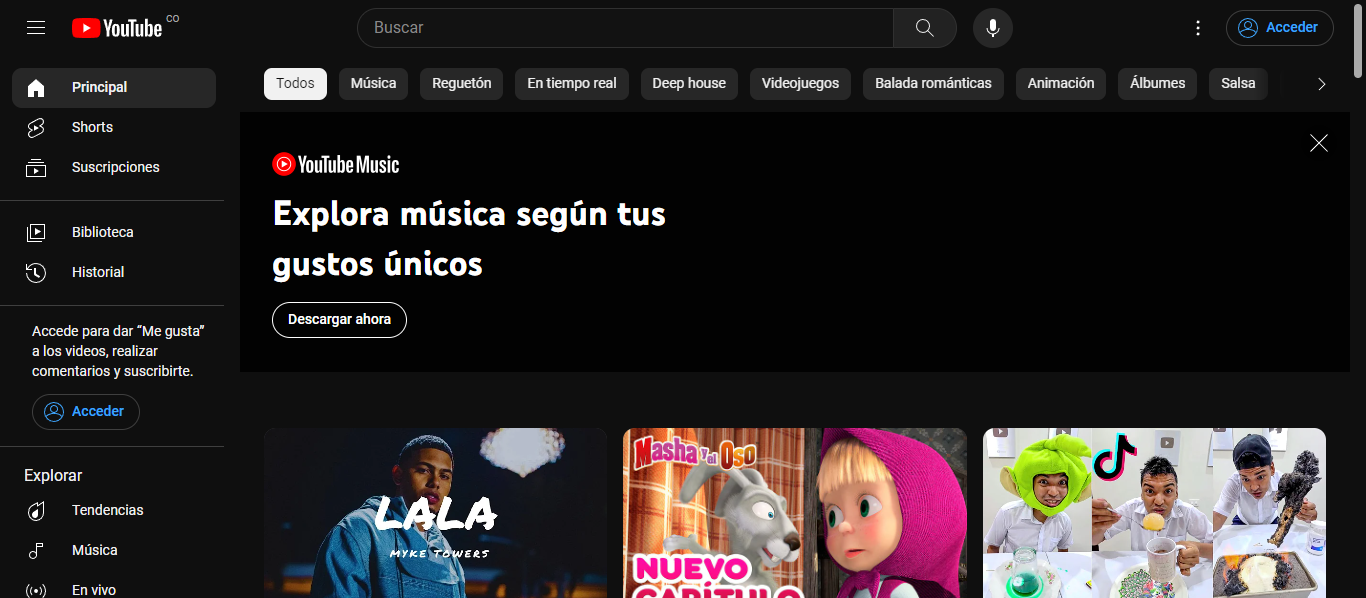 YouTube CO
Buscar
Acceder
Principal
Shorts
Suscripciones
Biblioteca
Historial
Accede para dar “Me gusta”
a los videos, realizar
comentarios y suscribirte.
Acceder
Explorar
Tendencias
Música
En vivo
Todos Música Reguetón En tiempo real Deep house Videojuegos Balada románticas Animación Álbumes Salsa
YouTube Music
Explora música según tus
gustos únicos
Descargar ahora
LALA
MYKE TOWERS
Masha y el Oso
NUEVO
CAPÍTULO